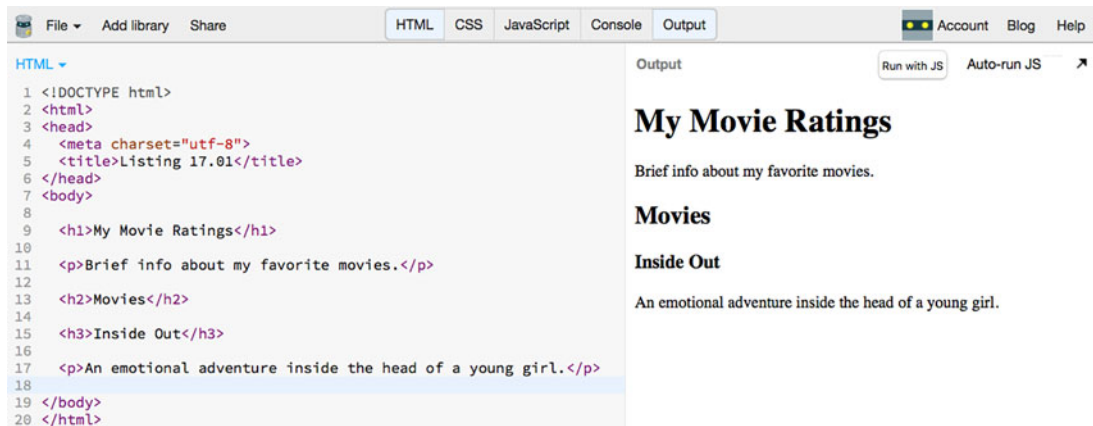 File Add library Share HTML CSS JavaScript Console Output Account Blog Help
HTML
1 <!DOCTYPE html>
2 <html>
3 <head>
4 <meta charset="utf-8">
5 <title>Listing 17.01</title>
6 </head>
7 <body>
8
9 <h1>My Movie Ratings</h1>
10
11 <p>Brief info about my favorite movies.</p>
12
13 <h2>Movies</h2>
14
15 <h3>Inside Out</h3>
16
17 <p>An emotional adventure inside the head of a young girl.</p>
18
19 </body>
20 </html>
Output Run with JS Auto-run JS
My Movie Ratings
Brief info about my favorite movies.
Movies
Inside Out
An emotional adventure inside the head of a young girl.